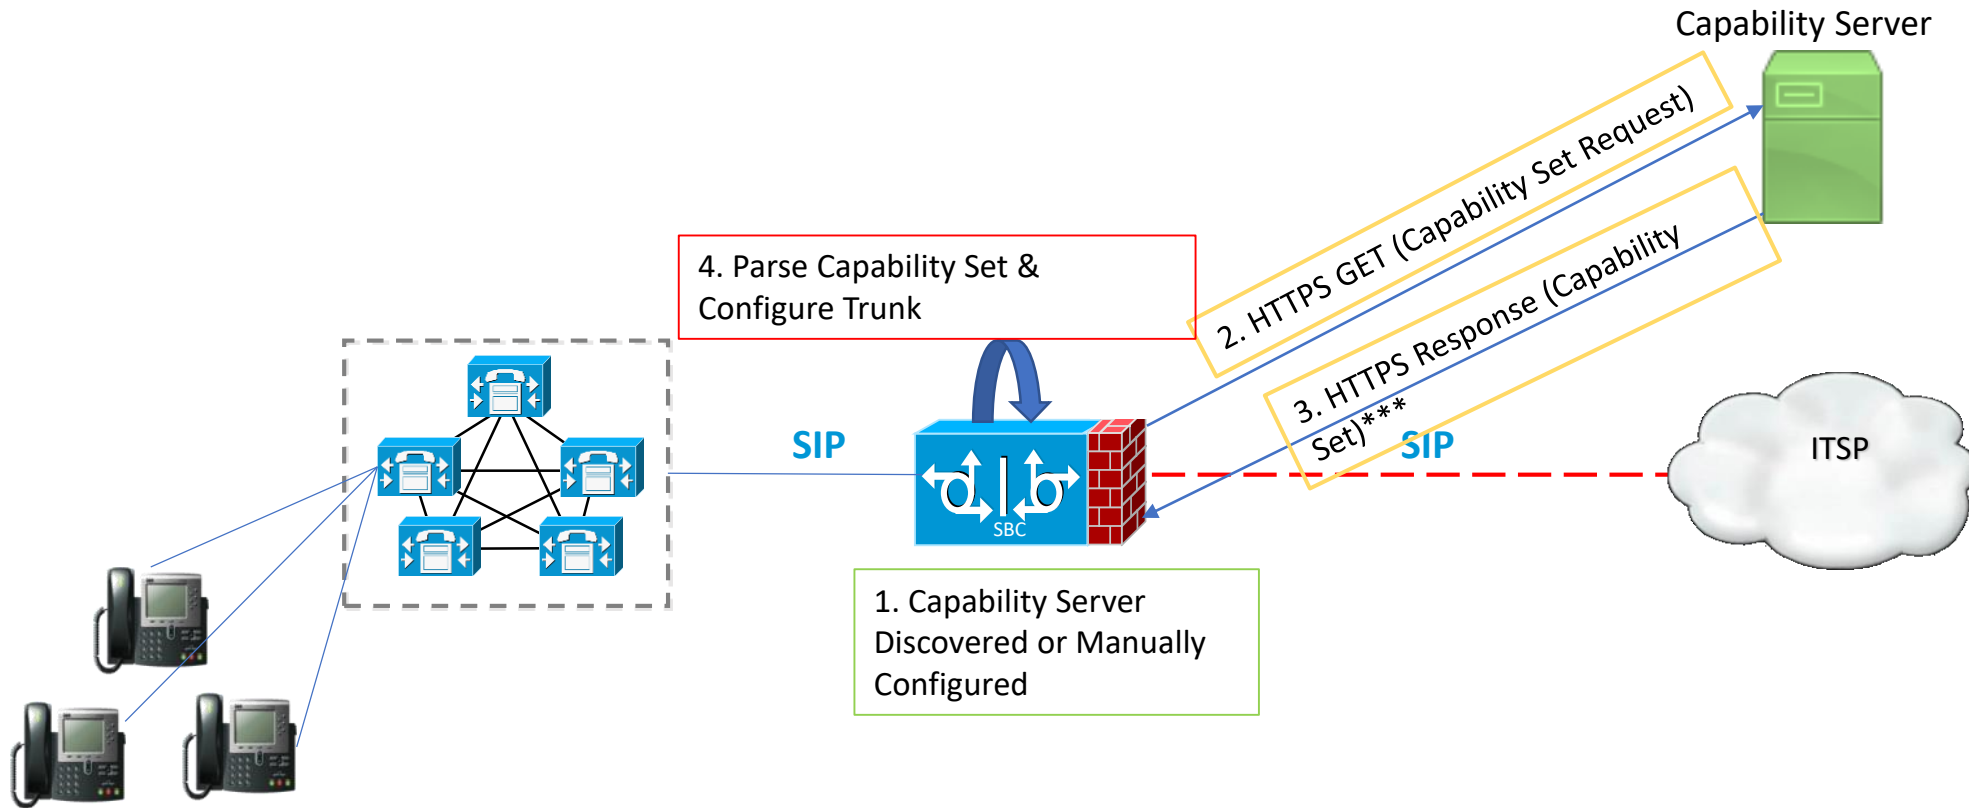 Capability Server
2. HTTPS GET (Capability Set Request)
3. HTTPS Response (Capability
Set)***
4. Parse Capability Set &
Configure Trunk
SIP
SIP
ITSP
SBC
1. Capability Server
Discovered or Manually
Configured